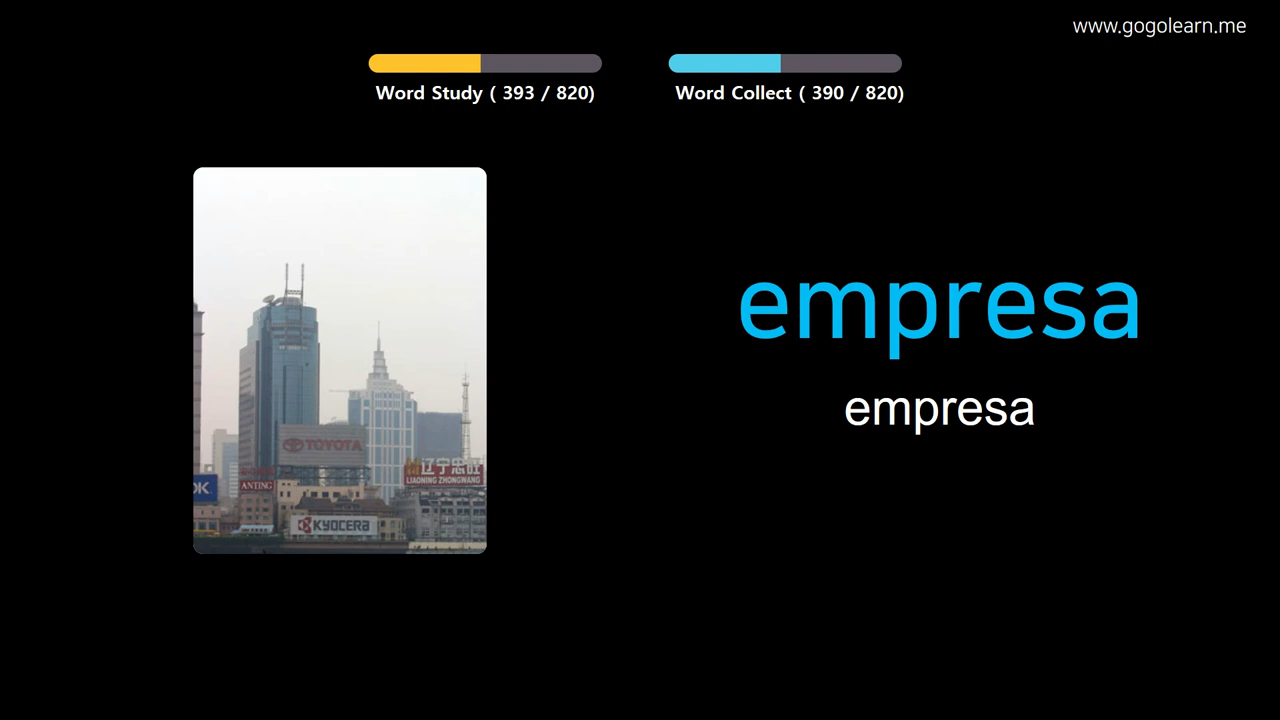 www.gogolearn.me
Word Study ( 393 / 820)
Word Collect ( 390 / 820)
empresa
empresa
TOYOTA
辽宁忠旺
LIAONING ZHONGWANG
OK
ANTING
KYOCERA